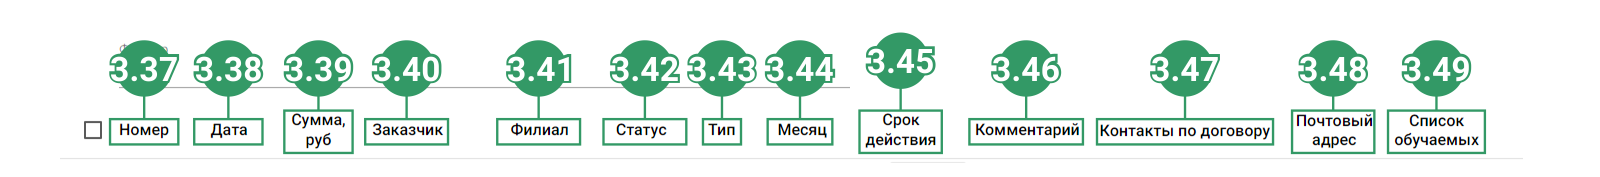 3.37 3.38 3.39 3.40 3.41 3.42 3.43 3.44 3.45 3.46 3.47 3.48 3.49
Номер Дата Сумма, руб Заказчик Филиал Статус Тип Месяц Срок действия Комментарий Контакты по договору Почтовый адрес Список обучаемых